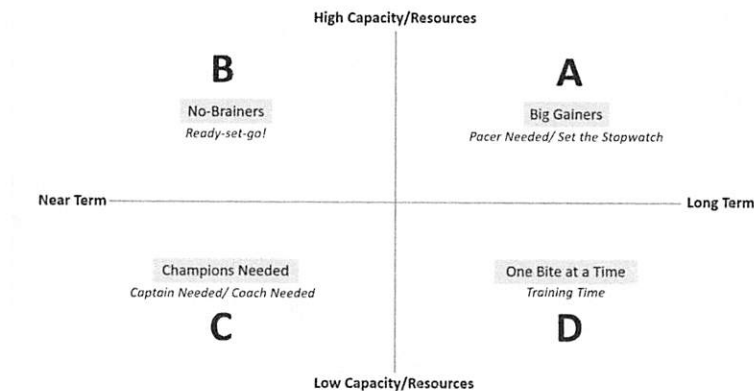 High Capacity/Resources
B
No-Brainers
Ready-set-go!
A
Big Gainers
Pacer Needed/ Set the Stopwatch
Near Term
Long Term
Champions Needed
Captain Needed/ Coach Needed
C
One Bite at a Time
Training Time
D
Low Capacity/Resources